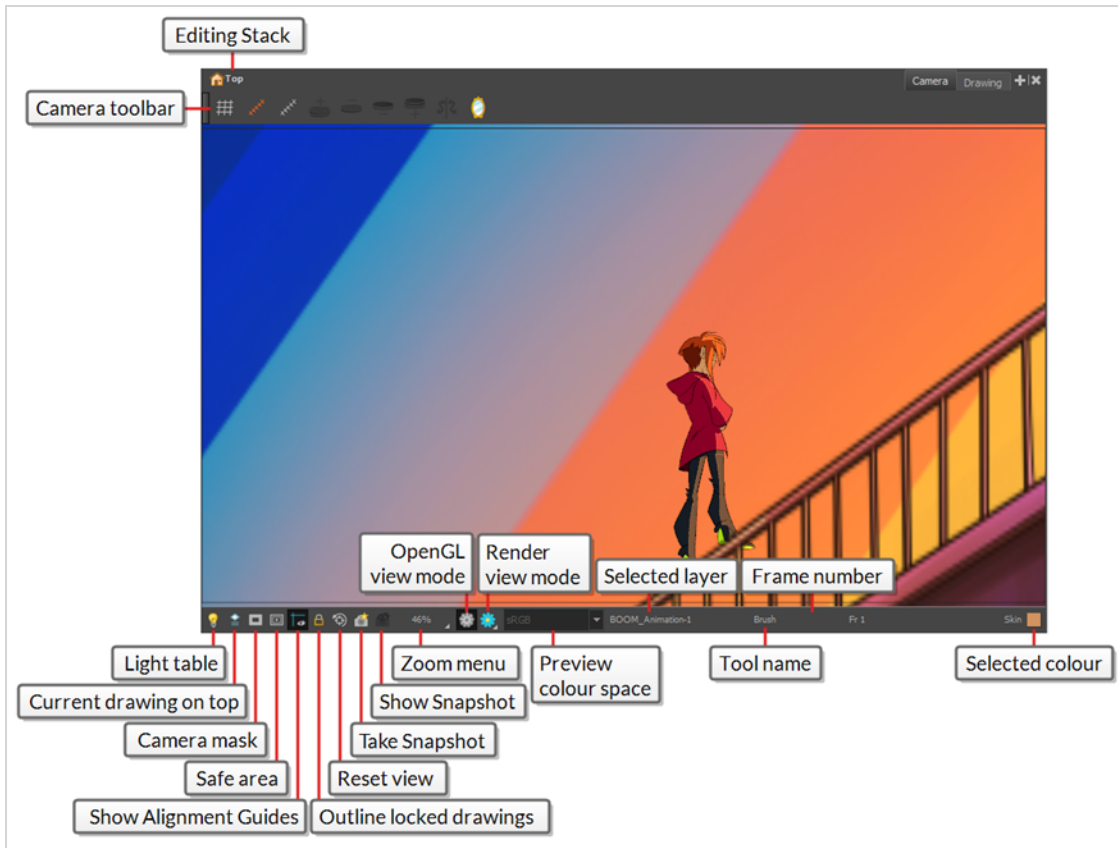 Editing Stack
Top
Camera
Drawing
Camera toolbar
OpenGL
view mode
Render
view mode
Selected layer
Frame number
46%
sRGB
BOOM_Animation-1
Brush
Fr 1
Skin
Light table
Zoom menu
Preview
colour space
Tool name
Selected colour
Current drawing on top
Show Snapshot
Camera mask
Take Snapshot
Safe area
Reset view
Show Alignment Guides
Outline locked drawings